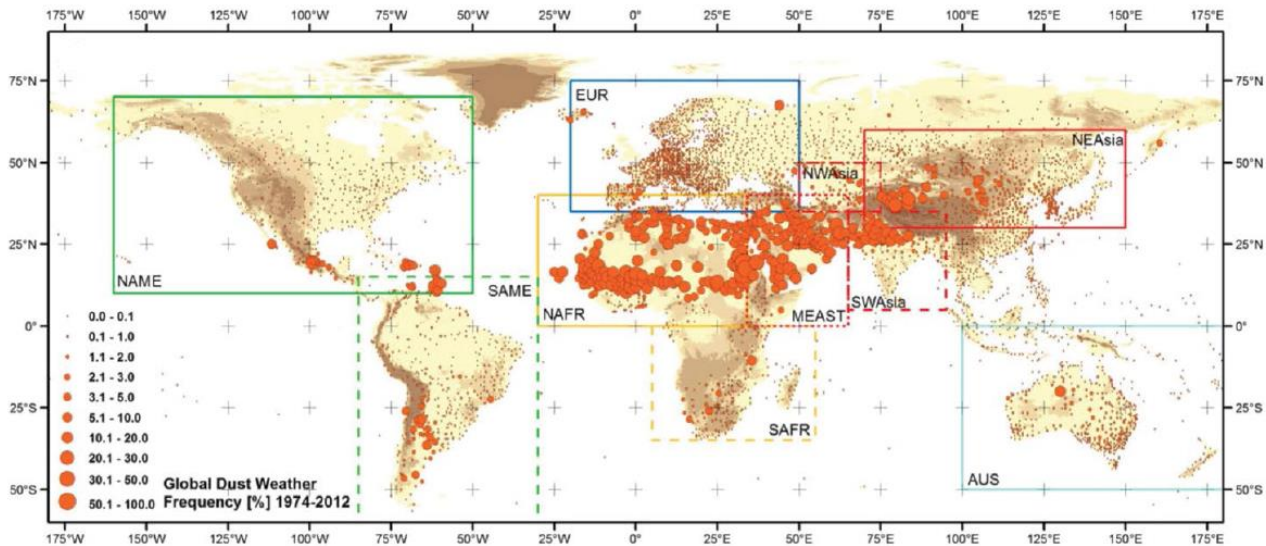 175°W 150°W 125°W 100°W 75°W 50°W 25°W 0° 25°E 50°E 75°E 100°E 125°E 150°E 175°E
75°N 75°N
EUR
NEAsia
50°N 50°N
NWAsia
25°N 25°N
NAME
SAME
NAFR
MEAST
SWAsia
0° 0°
25°S 25°S
SAFR
AUS
50°S 50°S
0.0 - 0.1
0.1 - 1.0
1.1 - 2.0
2.1 - 3.0
3.1 - 5.0
5.1 - 10.0
10.1 - 20.0
20.1 - 30.0
30.1 - 50.0
50.1 - 100.0
Global Dust Weather
Frequency [%] 1974-2012
175°W 150°W 125°W 100°W 75°W 50°W 25°W 0° 25°E 50°E 75°E 100°E 125°E 150°E 175°E